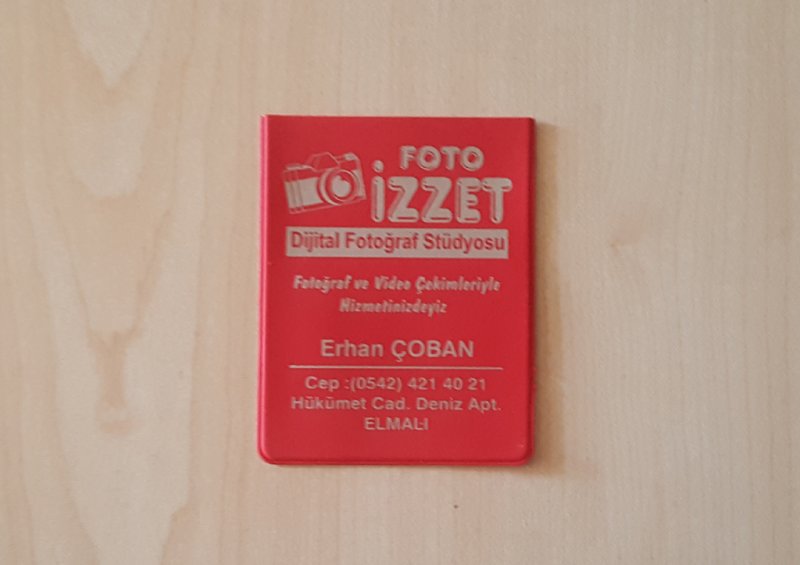 FOTO
İZZET
Dijital Fotoğraf Stüdyosu
Fotoğraf ve Video Çekimleriyle
Hizmetinizdeyiz
Erhan ÇOBAN
Cep :(0542) 421 40 21
Hükümet Cad. Deniz Apt.
ELMALI